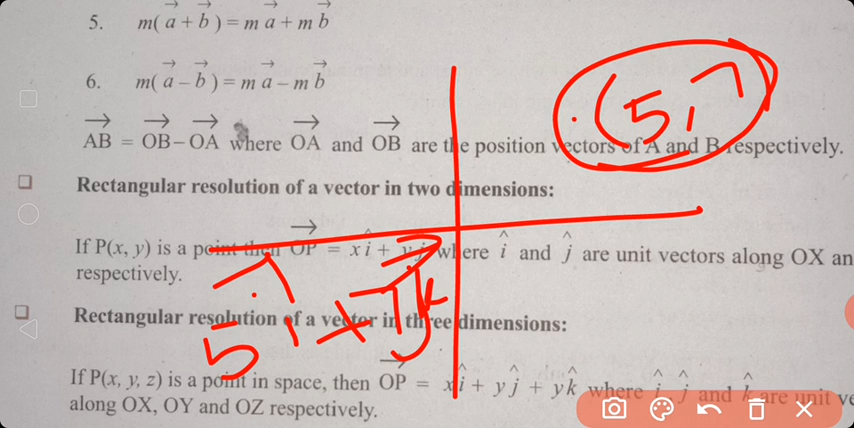 5. m(a⃗ + b⃗) = m a⃗ + m b⃗
6. m(a⃗ – b⃗) = m a⃗ – m b⃗
AB⃗ = OB⃗ – OA⃗ where OA⃗ and OB⃗ are the position vectors of A and B respectively.
(5, 7
Rectangular resolution of a vector in two dimensions:
If P(x, y) is a point then OP⃗ = x î + y ĵ where î and ĵ are unit vectors along OX an
respectively.
5 i + 7j
Rectangular resolution of a vector in three dimensions:
If P(x, y, z) is a point in space, then OP⃗ = x î + y ĵ + y k̂ where î ĵ and k̂ are unit ve
along OX, OY and OZ respectively.